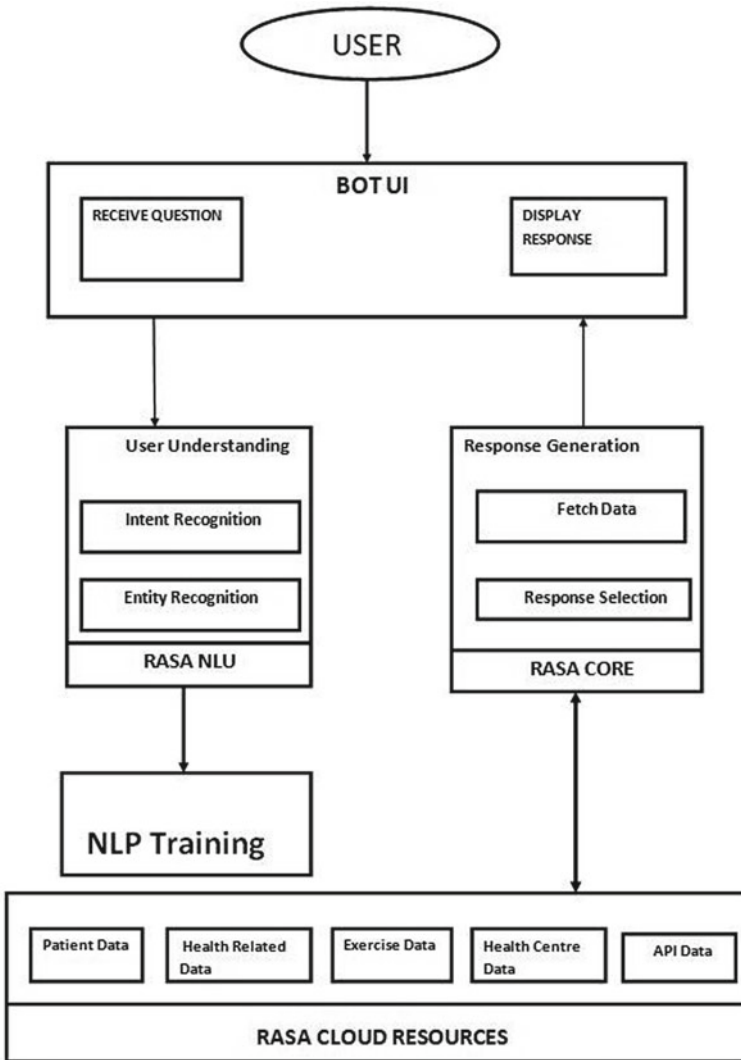 USER
BOT UI
RECEIVE QUESTION
DISPLAY
RESPONSE
User Understanding
Intent Recognition
Entity Recognition
RASA NLU
Response Generation
Fetch Data
Response Selection
RASA CORE
NLP Training
Patient Data
Health Related
Data
Exercise Data
Health Centre
Data
API Data
RASA CLOUD RESOURCES